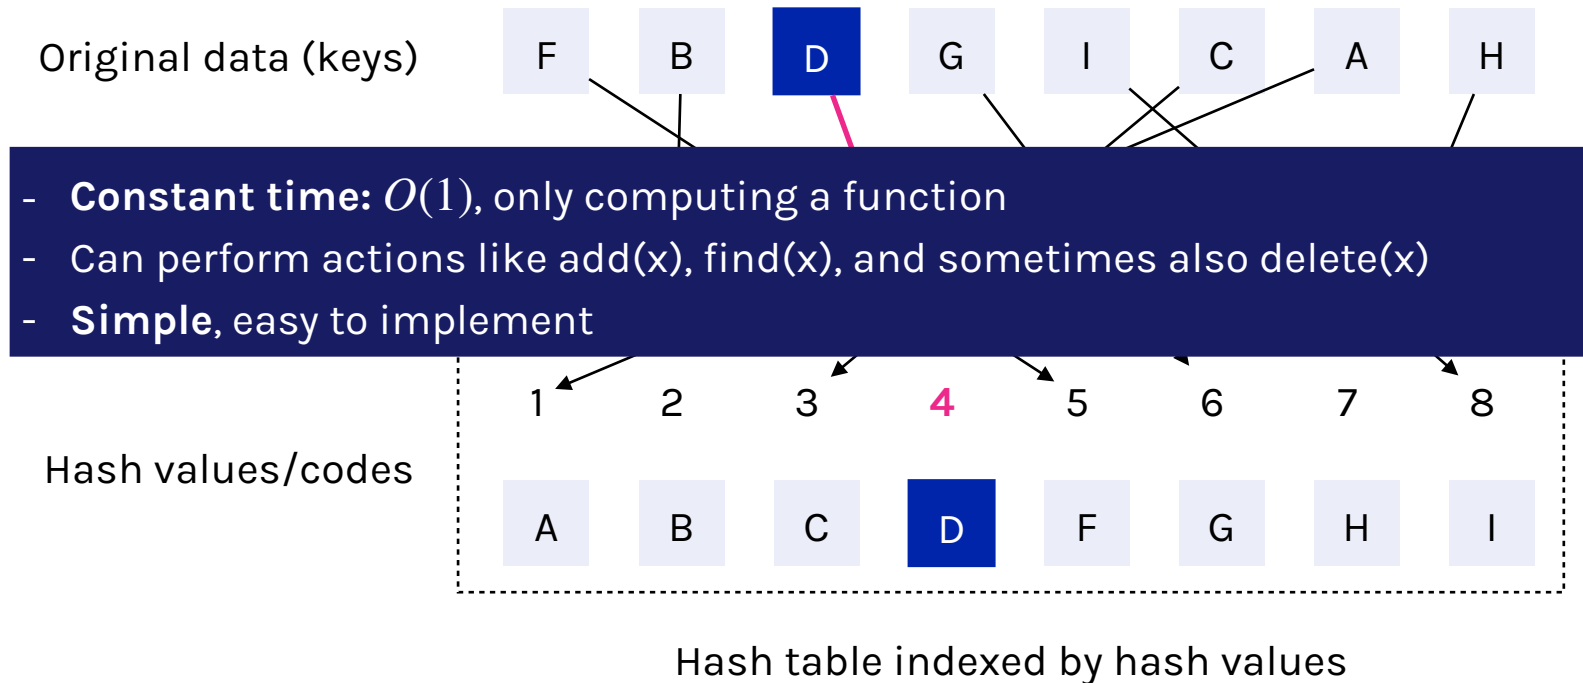 Original data (keys) F B D G I C A H
- Constant time: O(1), only computing a function
- Can perform actions like add(x), find(x), and sometimes also delete(x)
- Simple, easy to implement
1 2 3 4 5 6 7 8
Hash values/codes
A B C D F G H I
Hash table indexed by hash values